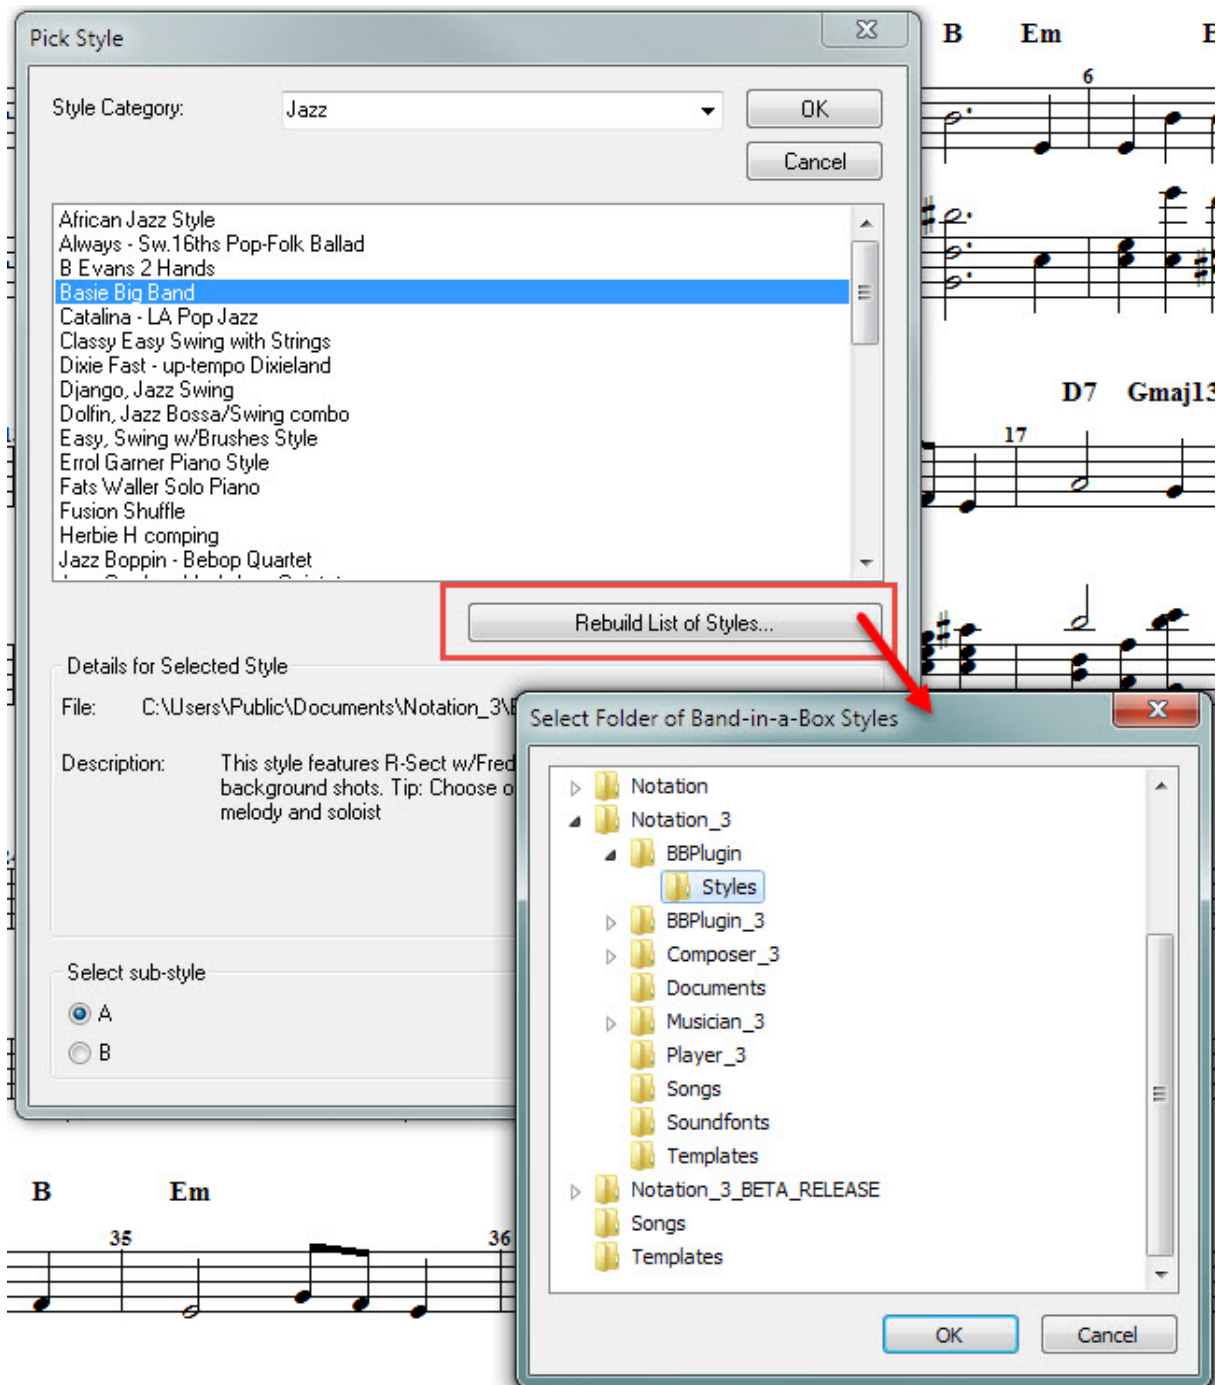 Pick Style
B Em
6
Style Category: Jazz OK
Cancel
African Jazz Style
Always - Sw.16ths Pop-Folk Ballad
B Evans 2 Hands
Basie Big Band
Catalina - LA Pop Jazz
Classy Easy Swing with Strings
Dixie Fast - up-tempo Dixieland
Django, Jazz Swing
Dolfin, Jazz Bossa/Swing combo
Easy, Swing w/Brushes Style
Errol Garner Piano Style
Fats Waller Solo Piano
Fusion Shuffle
Herbie H comping
Jazz Boppin - Bebop Quartet
D7 Gmaj13
17
Rebuild List of Styles...
Details for Selected Style
File: C:\Users\Public\Documents\Notation_3\
Description: This style features R-Sect w/Fred
background shots. Tip: Choose
melody and soloist
Select sub-style
A
B
Select Folder of Band-in-a-Box Styles
Notation
Notation_3
BBPlugin
Styles
BBPlugin_3
Composer_3
Documents
Musician_3
Player_3
Songs
Soundfonts
Templates
Notation_3_BETA_RELEASE
Songs
Templates
OK Cancel
B Em
35 36